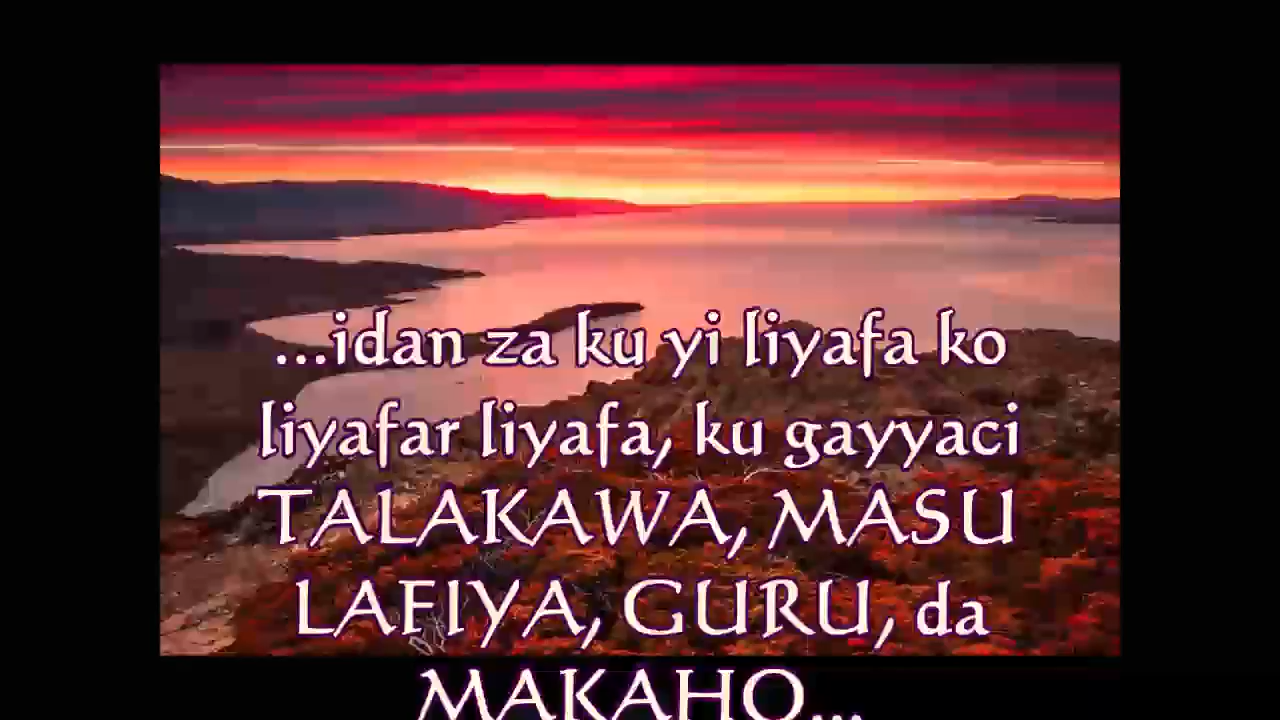 ...idan za ku yi liyafa ko
liyafar liyafa, ku gayyaci
TALAKAWA, MASU
LAFIYA, GURU, da
MAKAHO...